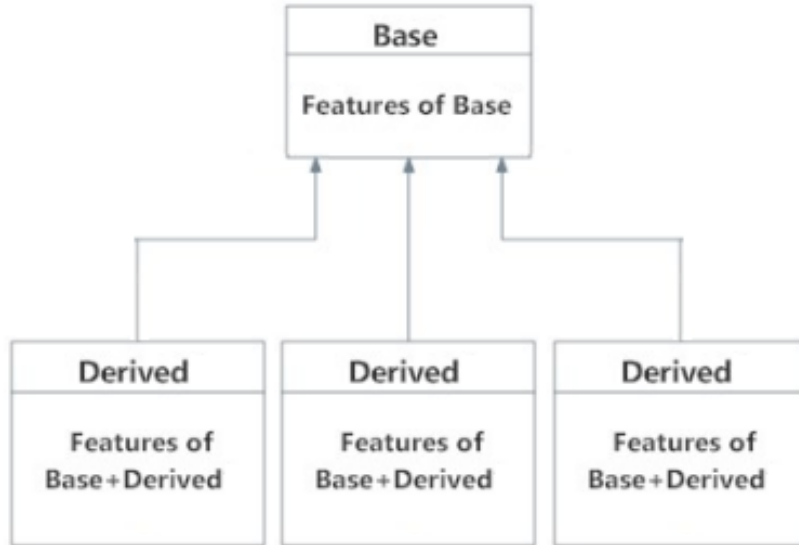 Base
Features of Base
Derived
Features of
Base+Derived
Derived
Features of
Base+Derived
Derived
Features of
Base+Derived